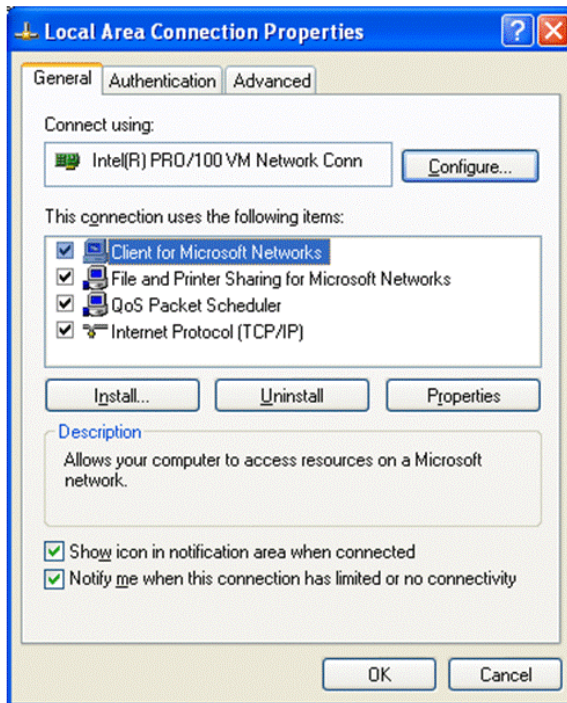 Local Area Connection Properties
General Authentication Advanced
Connect using:
Intel(R) PRO/100 VM Network Conn
Configure...
This connection uses the following items:
Client for Microsoft Networks
File and Printer Sharing for Microsoft Networks
QoS Packet Scheduler
Internet Protocol (TCP/IP)
Install... Uninstall Properties
Description
Allows your computer to access resources on a Microsoft
network.
Show icon in notification area when connected
Notify me when this connection has limited or no connectivity
OK Cancel